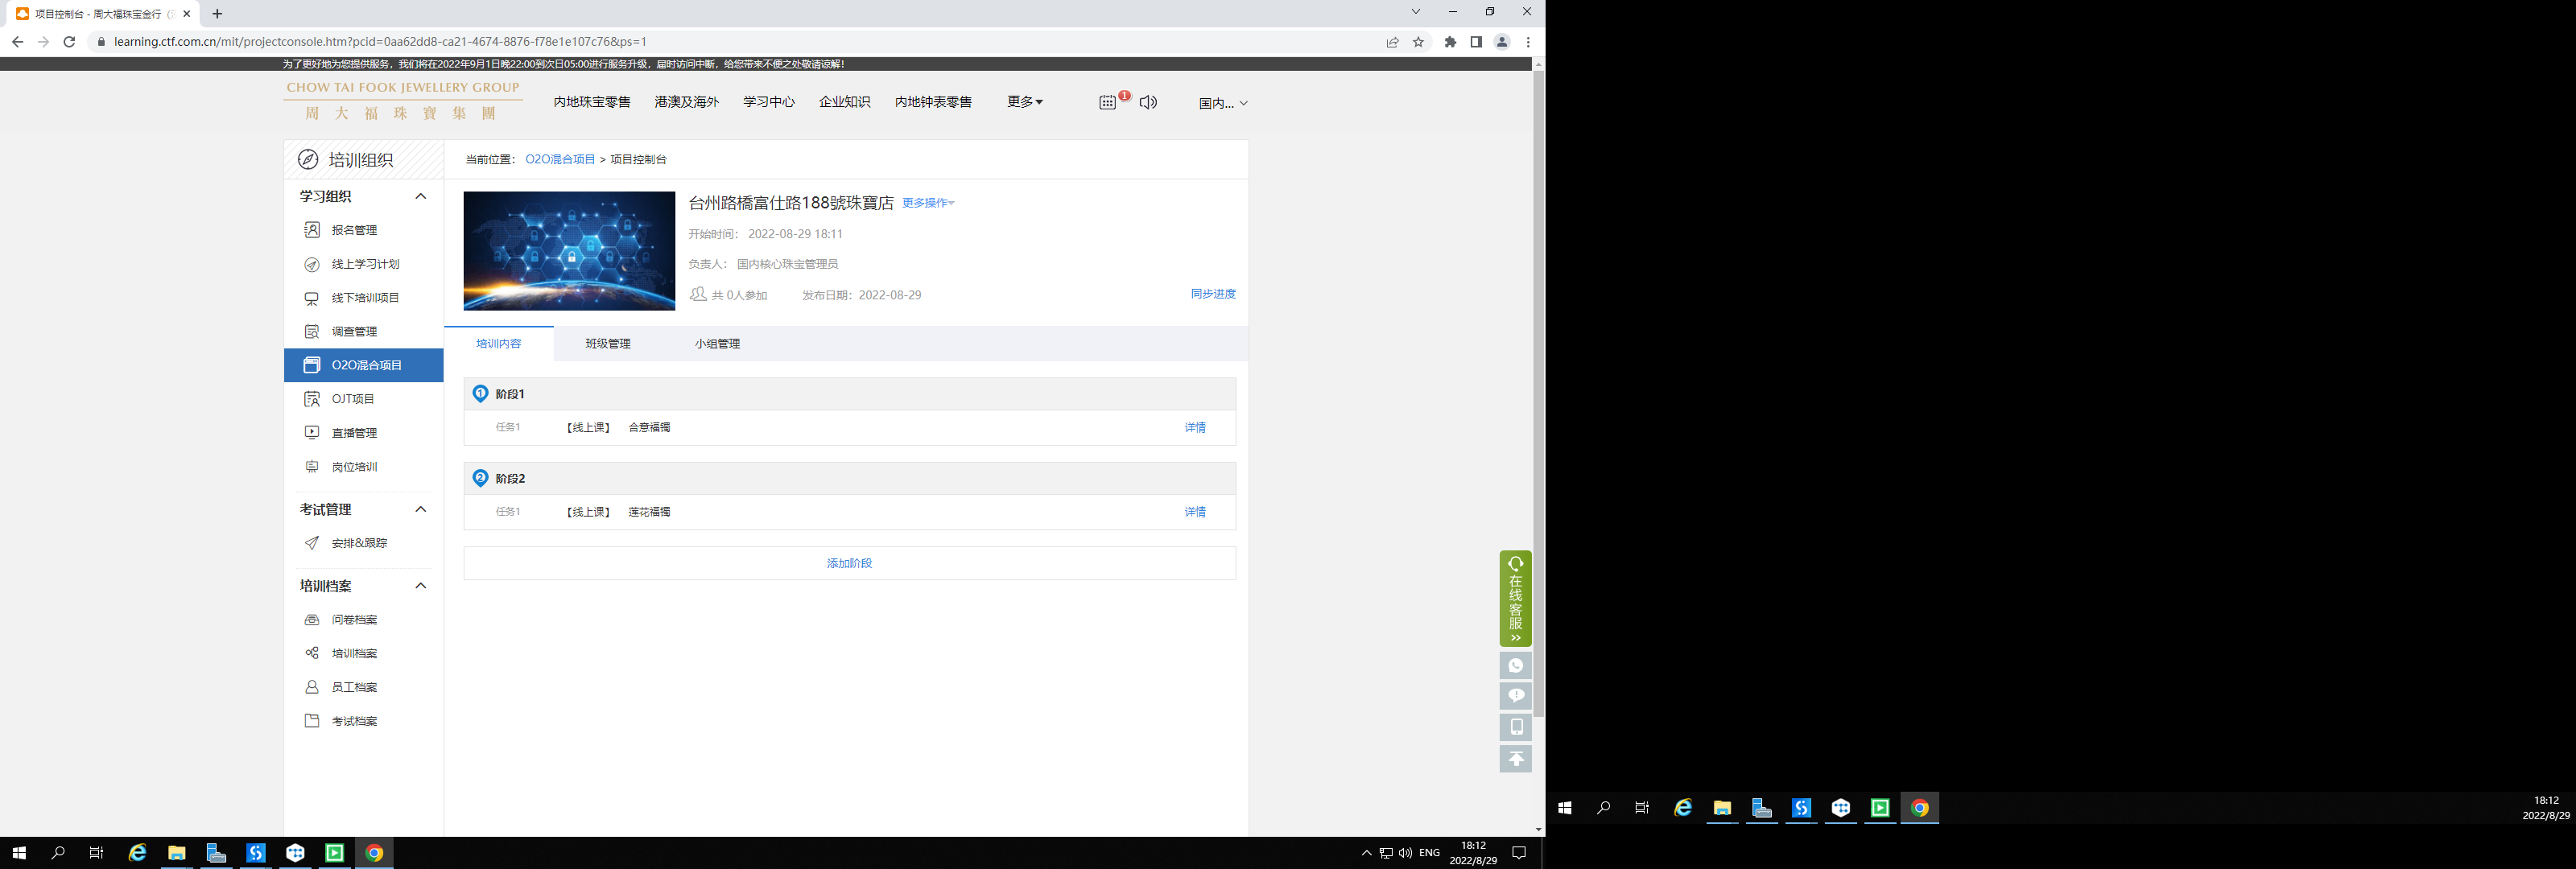 项目控制台 - 周大福珠宝金行
learning.ctf.com.cn/mit/projectconsole.htm?pcid=0aa62dd8-ca21-4674-8876-f78e1e107c76&ps=1
为了更好地为您提供服务，我们将在2022年9月1日晚22:00到次日05:00进行服务升级，届时访问中断，给您带来不便之处敬请谅解！
CHOW TAI FOOK JEWELLERY GROUP
周大福珠寶集團
内地珠宝零售 港澳及海外 学习中心 企业知识 内地钟表零售 更多 1 国内...
培训组织
当前位置： O2O混合项目 > 项目控制台
学习组织
报名管理
线上学习计划
线下培训项目
调查管理
O2O混合项目
OJT项目
直播管理
岗位培训
考试管理
安排&跟踪
培训档案
问卷档案
培训档案
员工档案
考试档案
台州路橋富仕路188號珠寶店 更多操作
开始时间： 2022-08-29 18:11
负责人： 国内核心珠宝管理员
共 0人参加 发布日期：2022-08-29 同步进度
培训内容 班级管理 小组管理
1 阶段1
任务1 【线上课】 合意福镯 详情
2 阶段2
任务1 【线上课】 莲花福镯 详情
添加阶段
在线客服
ENG 18:12
2022/8/29
18:12
2022/8/29